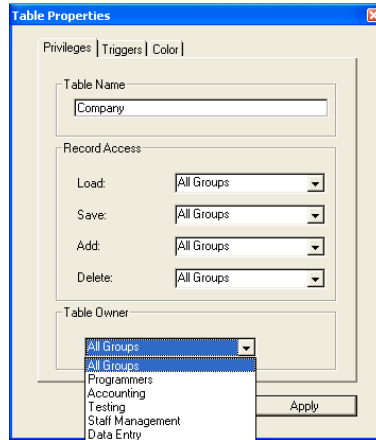 Table Properties
Privileges Triggers Color
Table Name
Company
Record Access
Load: All Groups
Save: All Groups
Add: All Groups
Delete: All Groups
Table Owner
All Groups
All Groups
Programmers
Accounting
Testing
Staff Management
Data Entry
Apply